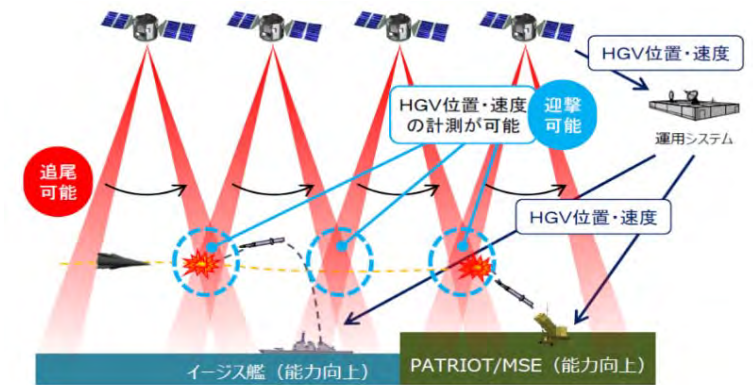 HGV位置・速度
HGV位置・速度
の計測が可能
迎撃
可能
運用システム
追尾
可能
HGV位置・速度
イージス艦（能力向上）
PATRIOT/MSE（能力向上）